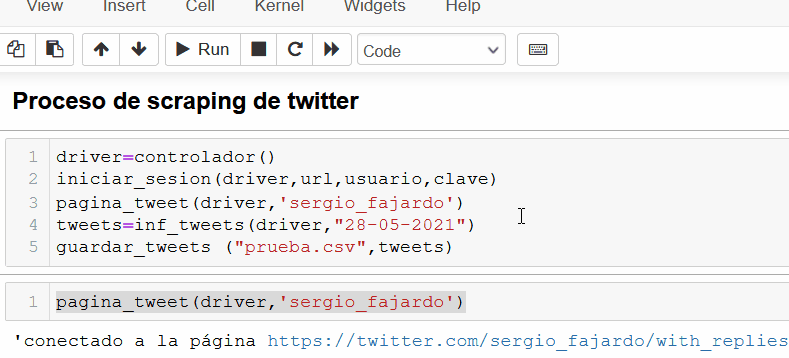 View Insert Cell Kernel Widgets Help
Run Code
Proceso de scraping de twitter
1 driver=controlador()
2 iniciar_sesion(driver,url,usuario,clave)
3 pagina_tweet(driver,'sergio_fajardo')
4 tweets=inf_tweets(driver,"28-05-2021")
5 guardar_tweets ("prueba.csv",tweets)
1 pagina_tweet(driver,'sergio_fajardo')
'conectado a la página https://twitter.com/sergio_fajardo/with_replies